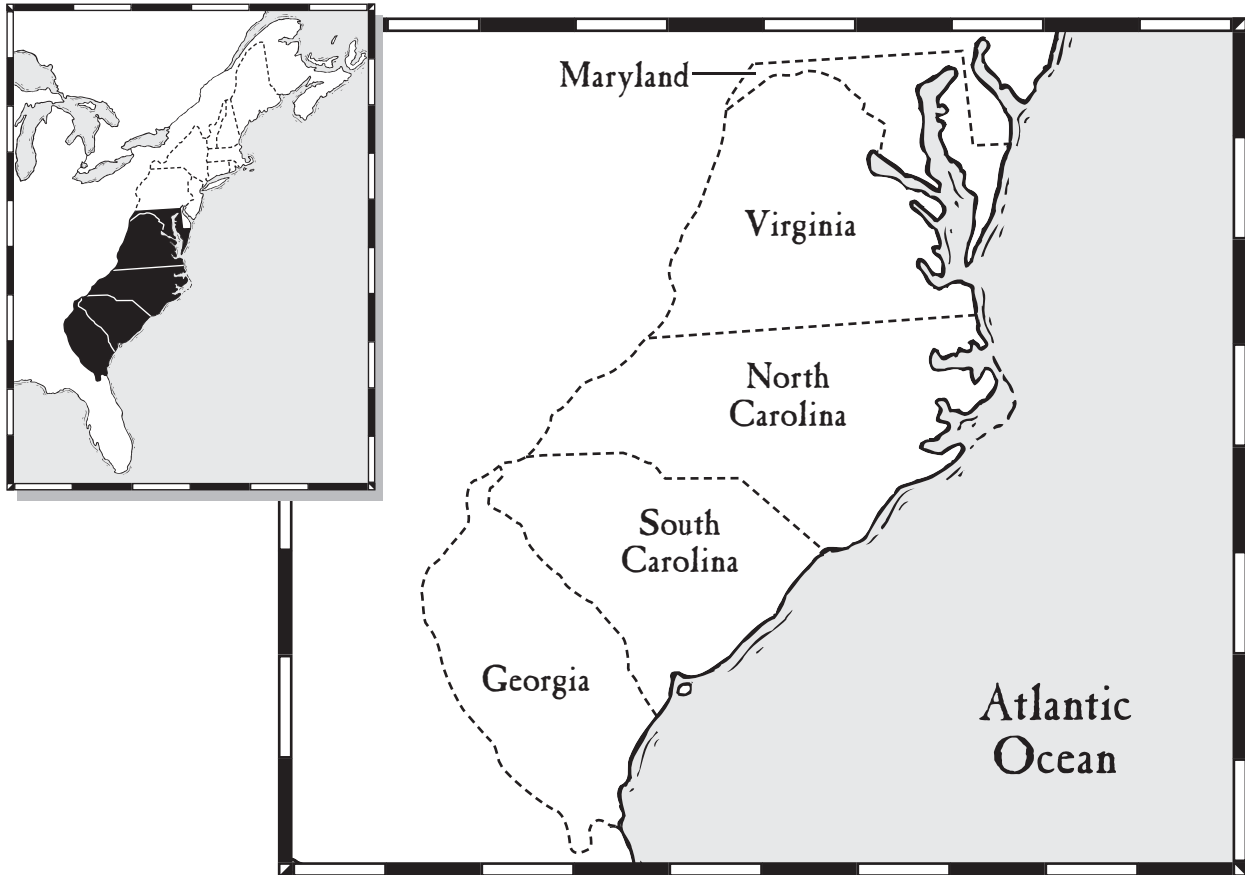 Maryland
Virginia
North
Carolina
South
Carolina
Georgia
Atlantic
Ocean